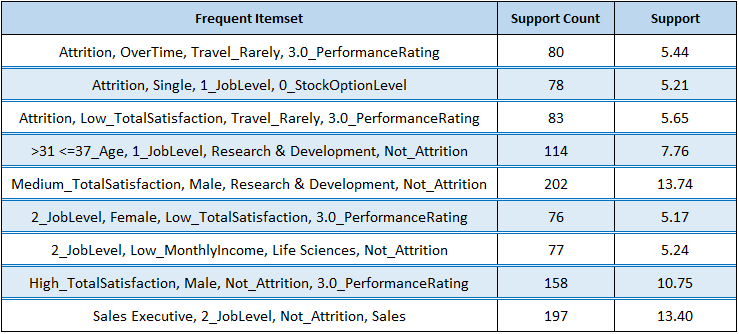 Frequent Itemset Support Count Support
Attrition, OverTime, Travel_Rarely, 3.0_PerformanceRating 80 5.44
Attrition, Single, 1_JobLevel, 0_StockOptionLevel 78 5.21
Attrition, Low_TotalSatisfaction, Travel_Rarely, 3.0_PerformanceRating 83 5.65
>31 <=37_Age, 1_JobLevel, Research & Development, Not_Attrition 114 7.76
Medium_TotalSatisfaction, Male, Research & Development, Not_Attrition 202 13.74
2_JobLevel, Female, Low_TotalSatisfaction, 3.0_PerformanceRating 76 5.17
2_JobLevel, Low_MonthlyIncome, Life Sciences, Not_Attrition 77 5.24
High_TotalSatisfaction, Male, Not_Attrition, 3.0_PerformanceRating 158 10.75
Sales Executive, 2_JobLevel, Not_Attrition, Sales 197 13.40